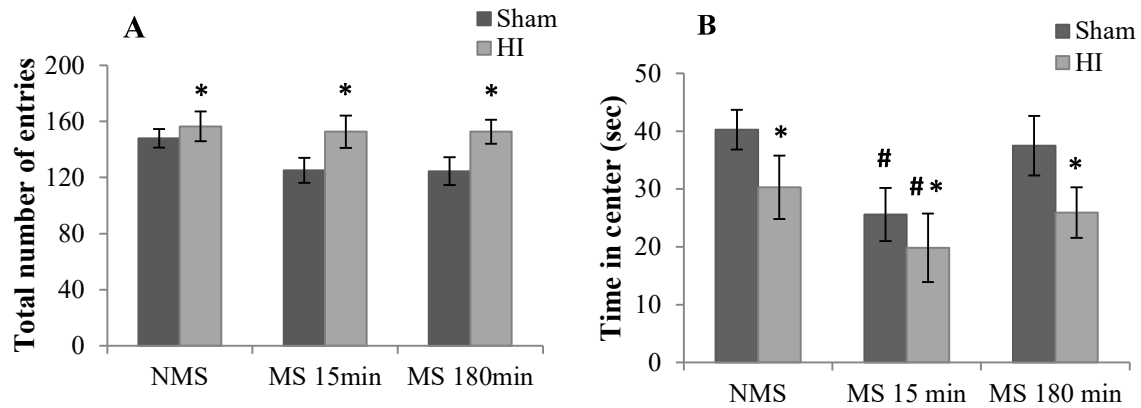 A
Sham
HI
Total number of entries
200
160
120
80
40
0
* * *
NMS MS 15min MS 180min
B
Sham
HI
Time in center (sec)
50
40
30
20
10
0
* # # * *
NMS MS 15 min MS 180 min